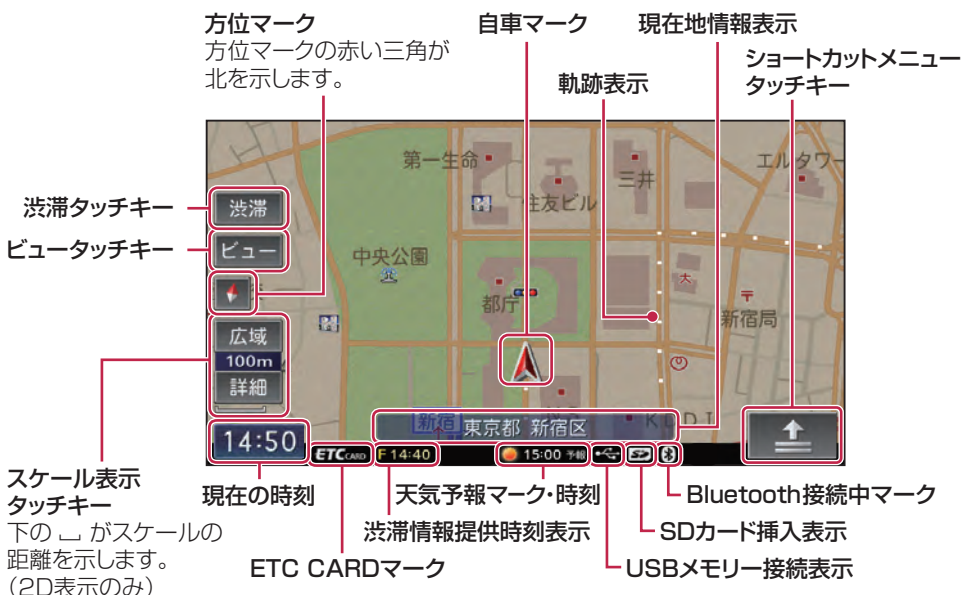 方位マーク
方位マークの赤い三角が
北を示します。
自車マーク
現在地情報表示
軌跡表示
ショートカットメニュー
タッチキー
渋滞タッチキー
ビュータッチキー
スケール表示
タッチキー
下の ⎵ がスケールの
距離を示します。
(2D表示のみ)
第一生命
住友ビル
三井
エルタワー
中央公園
都庁
新宿局
KDDI
渋滞
ビュー
広域
100m
詳細
新宿
東京都 新宿区
14:50
ETC CARD
F 14:40
15:00 予報
現在の時刻
天気予報マーク・時刻
Bluetooth接続中マーク
渋滞情報提供時刻表示
SDカード挿入表示
ETC CARDマーク
USBメモリー接続表示